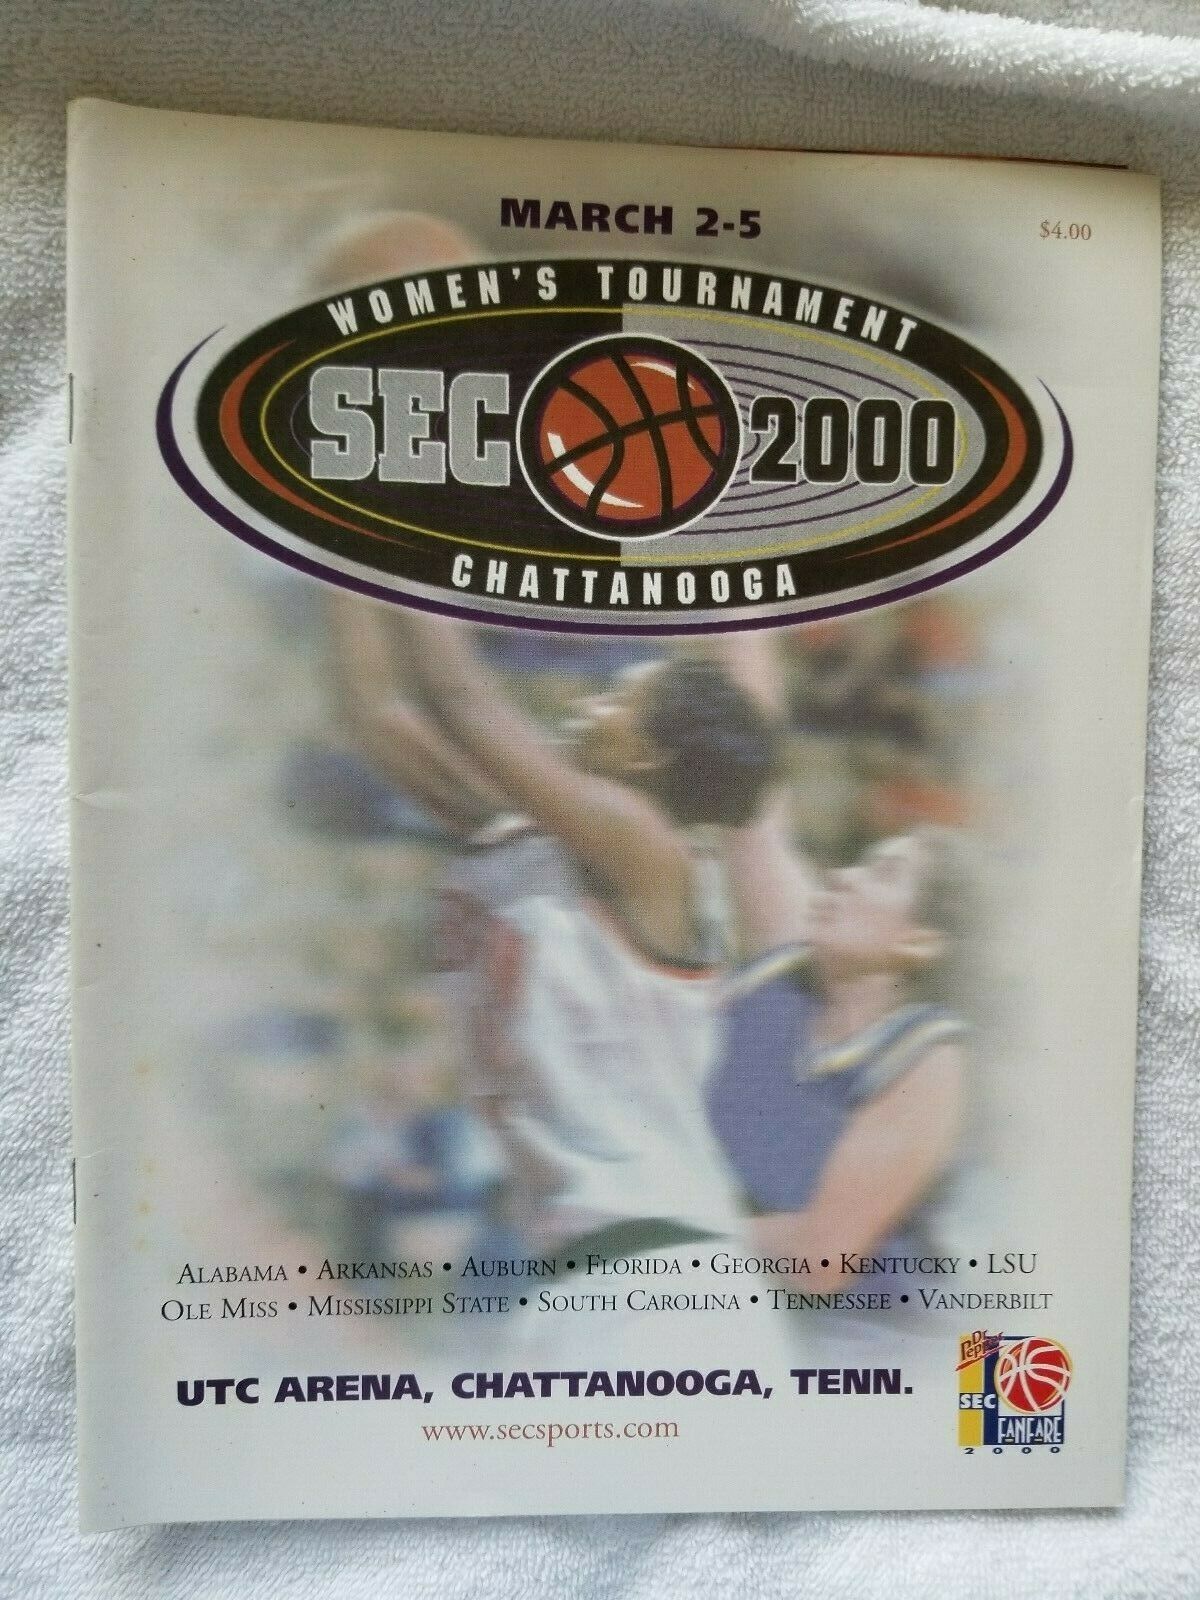 MARCH 2-5
$4.00
WOMEN'S TOURNAMENT
SEC 2000
CHATTANOOGA
ALABAMA • ARKANSAS • AUBURN • FLORIDA • GEORGIA • KENTUCKY • LSU
OLE MISS • MISSISSIPPI STATE • SOUTH CAROLINA • TENNESSEE • VANDERBILT
UTC ARENA, CHATTANOOGA, TENN.
www.secsports.com
Dr Pepper
SEC
FANFARE
2000